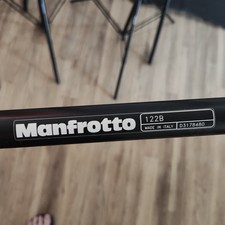 Manfrotto
122B
MADE IN ITALY
D3178480